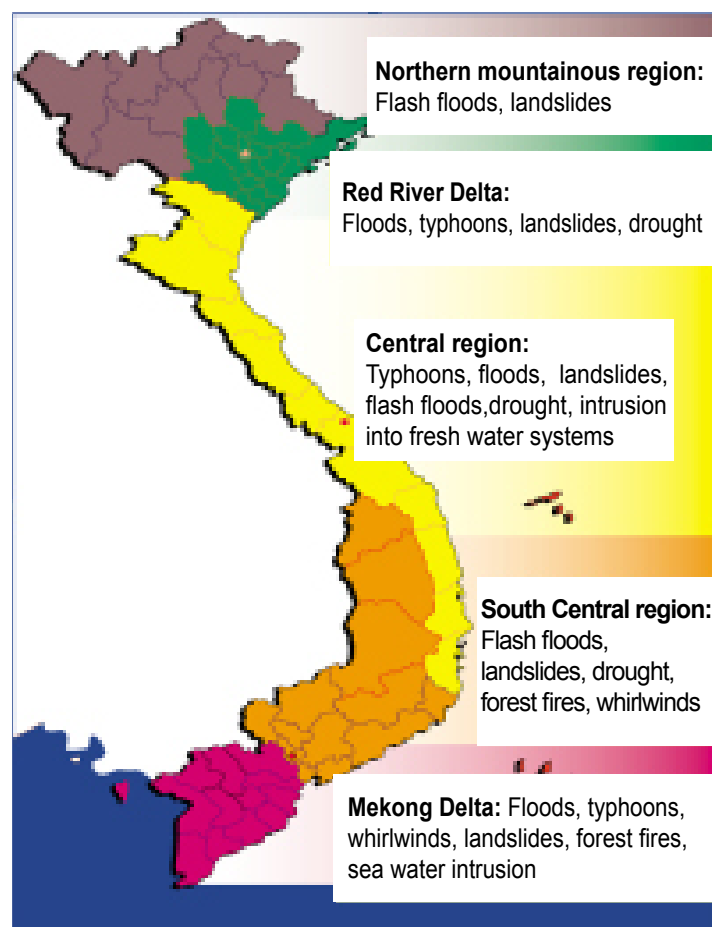 Northern mountainous region:
Flash floods, landslides
Red River Delta:
Floods, typhoons, landslides, drought
Central region:
Typhoons, floods, landslides,
flash floods,drought, intrusion
into fresh water systems
South Central region:
Flash floods,
landslides, drought,
forest fires, whirlwinds
Mekong Delta: Floods, typhoons,
whirlwinds, landslides, forest fires,
sea water intrusion